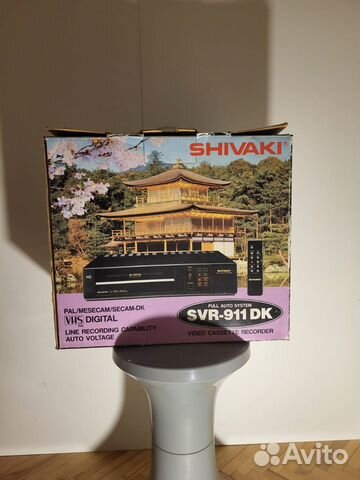 SHIVAKI
PAL/MESECAM/SECAM-DK
VHS DIGITAL
LINE RECORDING CAPABILITY
AUTO VOLTAGE
FULL AUTO SYSTEM
SVR-911 DK
VIDEO CASSETTE RECORDER
Avito